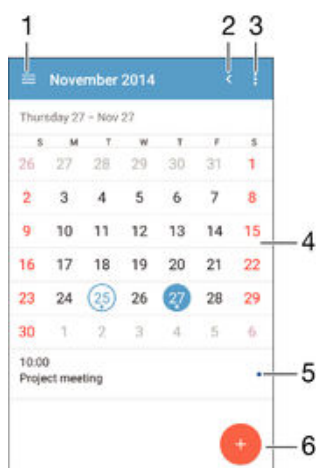 1 2 3
November 2014
Thursday 27 – Nov 27
S M T W T F S
26 27 28 29 30 31 1
2 3 4 5 6 7 8
9 10 11 12 13 14 15
4
16 17 18 19 20 21 22
23 24 25 26 27 28 29
30 1 2 3 4 5 6
10:00
Project meeting
5
6